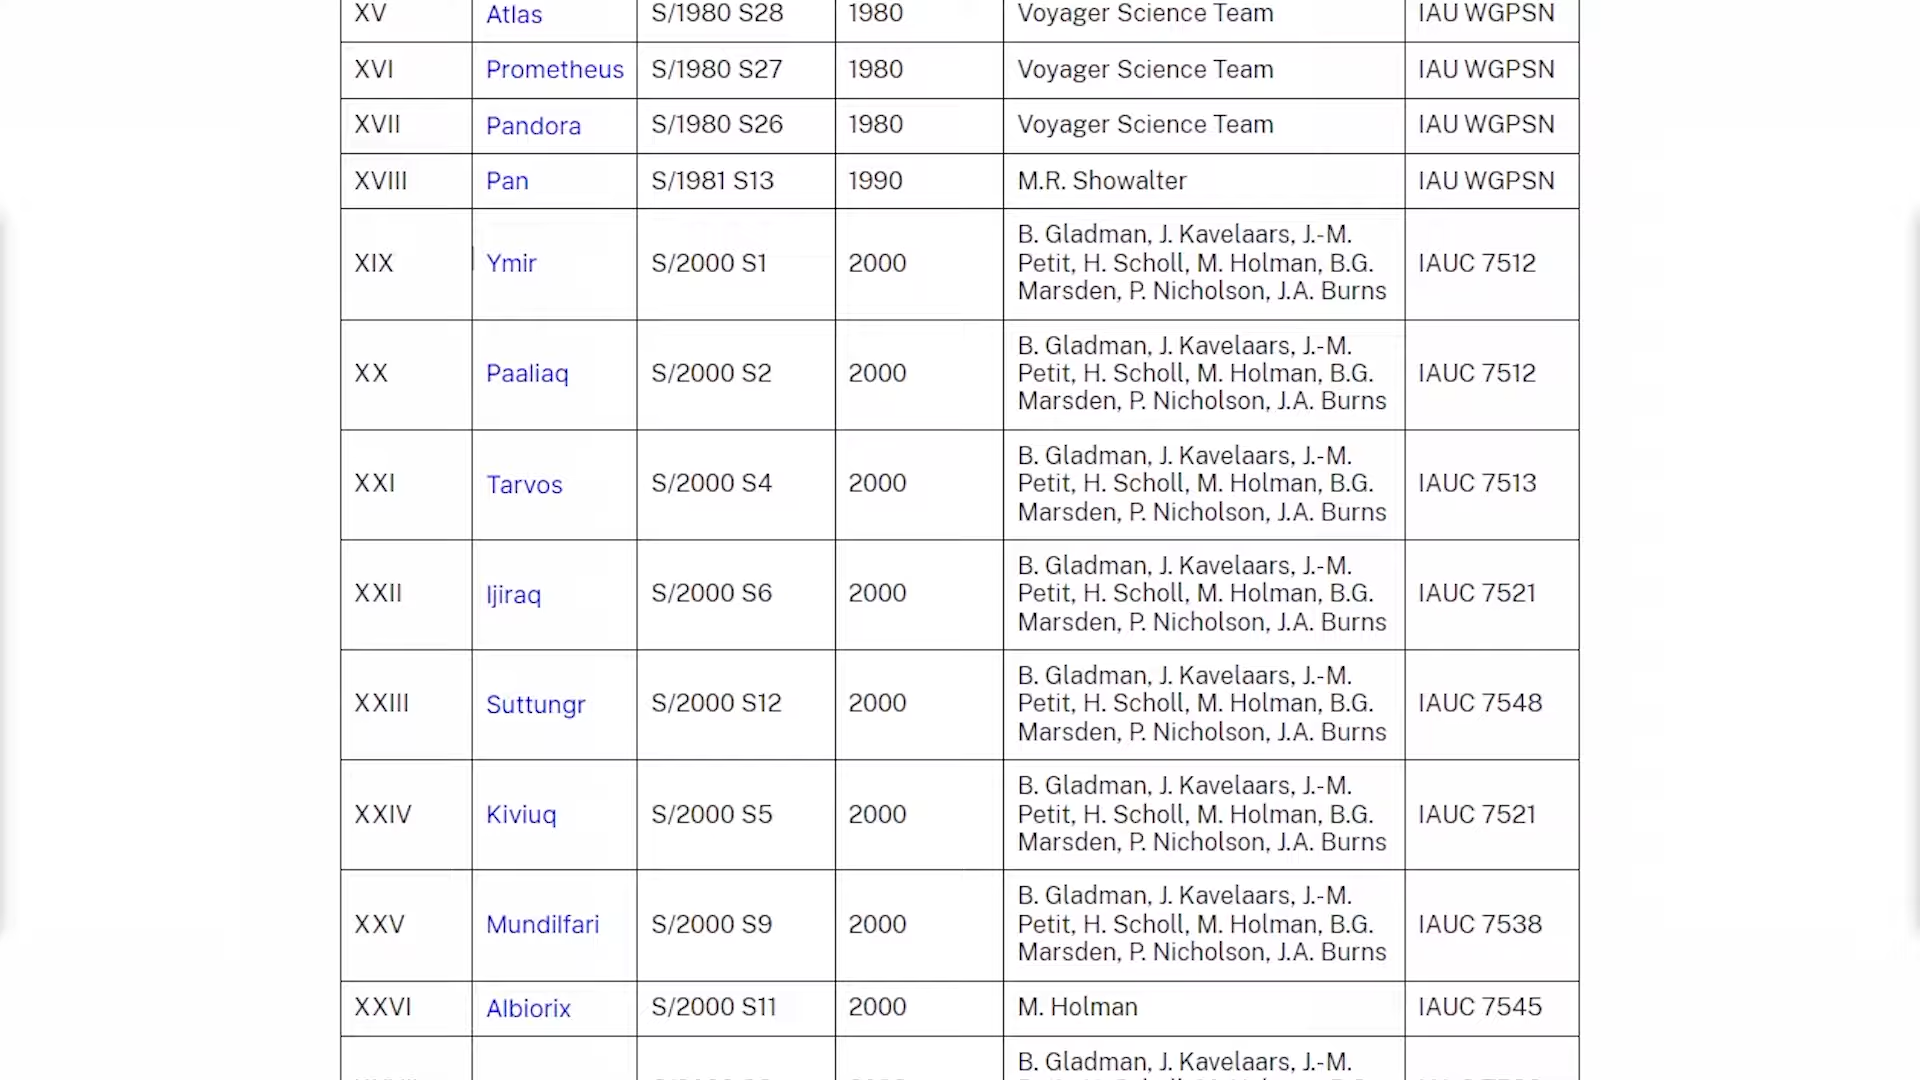 XV Atlas S/1980 S28 1980 Voyager Science Team IAU WGPSN
XVI Prometheus S/1980 S27 1980 Voyager Science Team IAU WGPSN
XVII Pandora S/1980 S26 1980 Voyager Science Team IAU WGPSN
XVIII Pan S/1981 S13 1990 M.R. Showalter IAU WGPSN
B. Gladman, J. Kavelaars, J.-M.
XIX Ymir S/2000 S1 2000 Petit, H. Scholl, M. Holman, B.G. IAUC 7512
Marsden, P. Nicholson, J.A. Burns
B. Gladman, J. Kavelaars, J.-M.
XX Paaliaq S/2000 S2 2000 Petit, H. Scholl, M. Holman, B.G. IAUC 7512
Marsden, P. Nicholson, J.A. Burns
B. Gladman, J. Kavelaars, J.-M.
XXI Tarvos S/2000 S4 2000 Petit, H. Scholl, M. Holman, B.G. IAUC 7513
Marsden, P. Nicholson, J.A. Burns
B. Gladman, J. Kavelaars, J.-M.
XXII Ijiraq S/2000 S6 2000 Petit, H. Scholl, M. Holman, B.G. IAUC 7521
Marsden, P. Nicholson, J.A. Burns
B. Gladman, J. Kavelaars, J.-M.
XXIII Suttungr S/2000 S12 2000 Petit, H. Scholl, M. Holman, B.G. IAUC 7548
Marsden, P. Nicholson, J.A. Burns
B. Gladman, J. Kavelaars, J.-M.
XXIV Kiviuq S/2000 S5 2000 Petit, H. Scholl, M. Holman, B.G. IAUC 7521
Marsden, P. Nicholson, J.A. Burns
B. Gladman, J. Kavelaars, J.-M.
XXV Mundilfari S/2000 S9 2000 Petit, H. Scholl, M. Holman, B.G. IAUC 7538
Marsden, P. Nicholson, J.A. Burns
XXVI Albiorix S/2000 S11 2000 M. Holman IAUC 7545
B. Gladman, J. Kavelaars, J.-M.